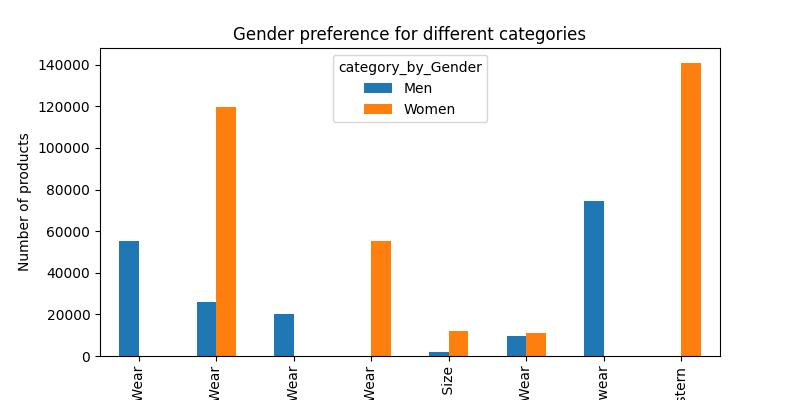 Gender preference for different categories
category_by_Gender
Men
Women
Number of products
140000
120000
100000
80000
60000
40000
20000
0
Wear
Wear
Wear
Wear
Size
Wear
wear
stern